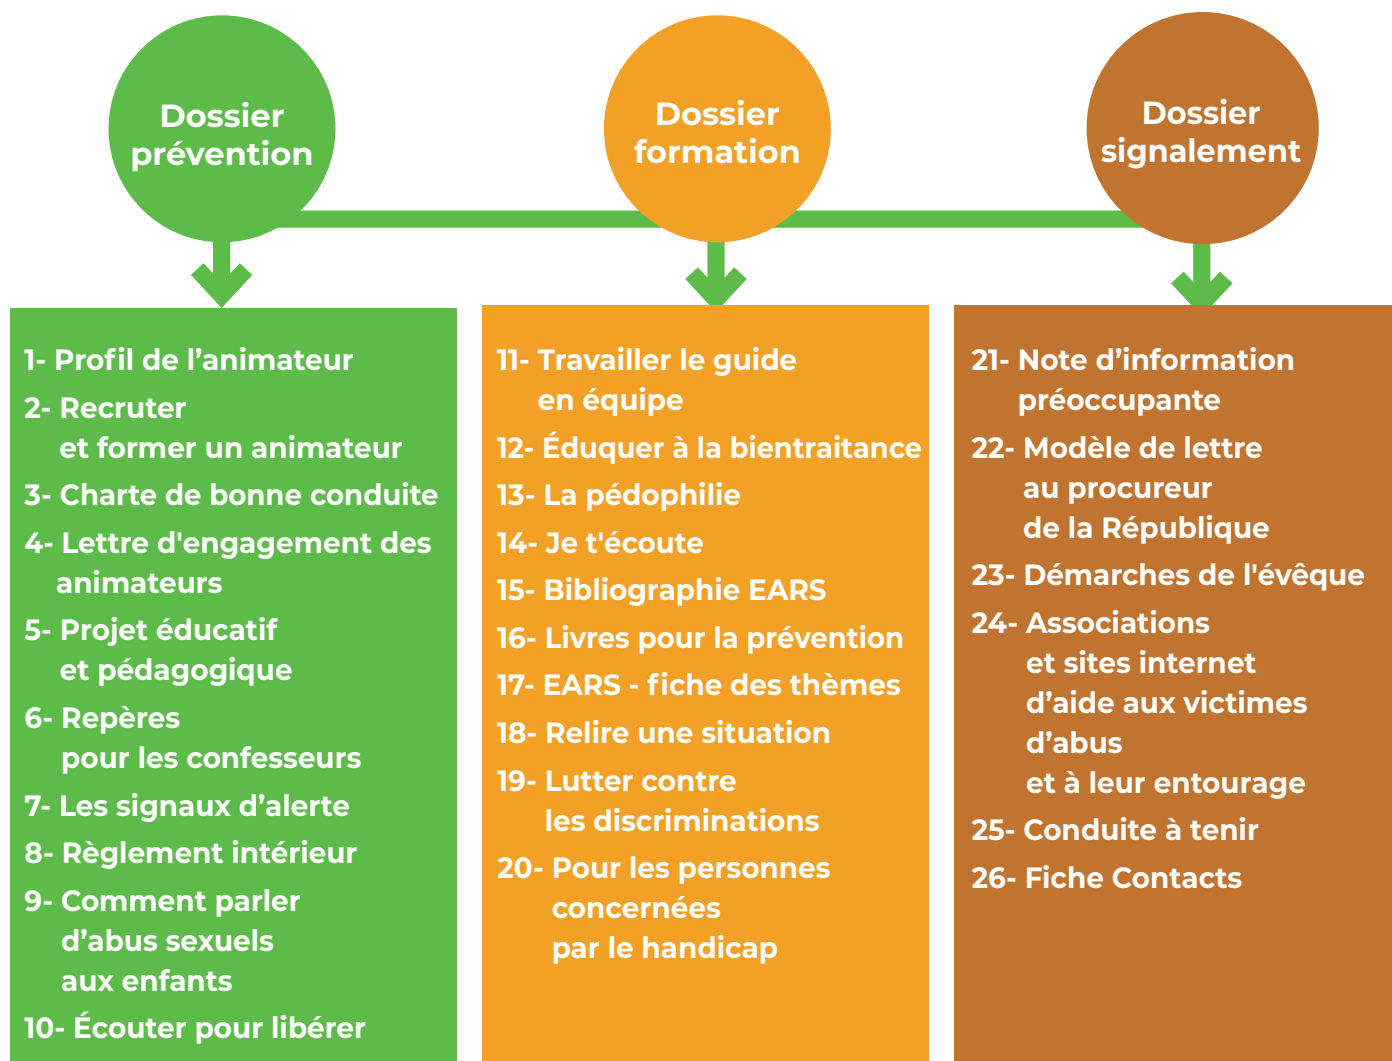 Dossier
prévention
Dossier
formation
Dossier
signalement
1- Profil de l’animateur
2- Recruter
et former un animateur
3- Charte de bonne conduite
4- Lettre d'engagement des
animateurs
5- Projet éducatif
et pédagogique
6- Repères
pour les confesseurs
7- Les signaux d’alerte
8- Règlement intérieur
9- Comment parler
d’abus sexuels
aux enfants
10- Écouter pour libérer
11- Travailler le guide
en équipe
12- Éduquer à la bientraitance
13- La pédophilie
14- Je t'écoute
15- Bibliographie EARS
16- Livres pour la prévention
17- EARS - fiche des thèmes
18- Relire une situation
19- Lutter contre
les discriminations
20- Pour les personnes
concernées
par le handicap
21- Note d’information
préoccupante
22- Modèle de lettre
au procureur
de la République
23- Démarches de l'évêque
24- Associations
et sites internet
d’aide aux victimes
d’abus
et à leur entourage
25- Conduite à tenir
26- Fiche Contacts